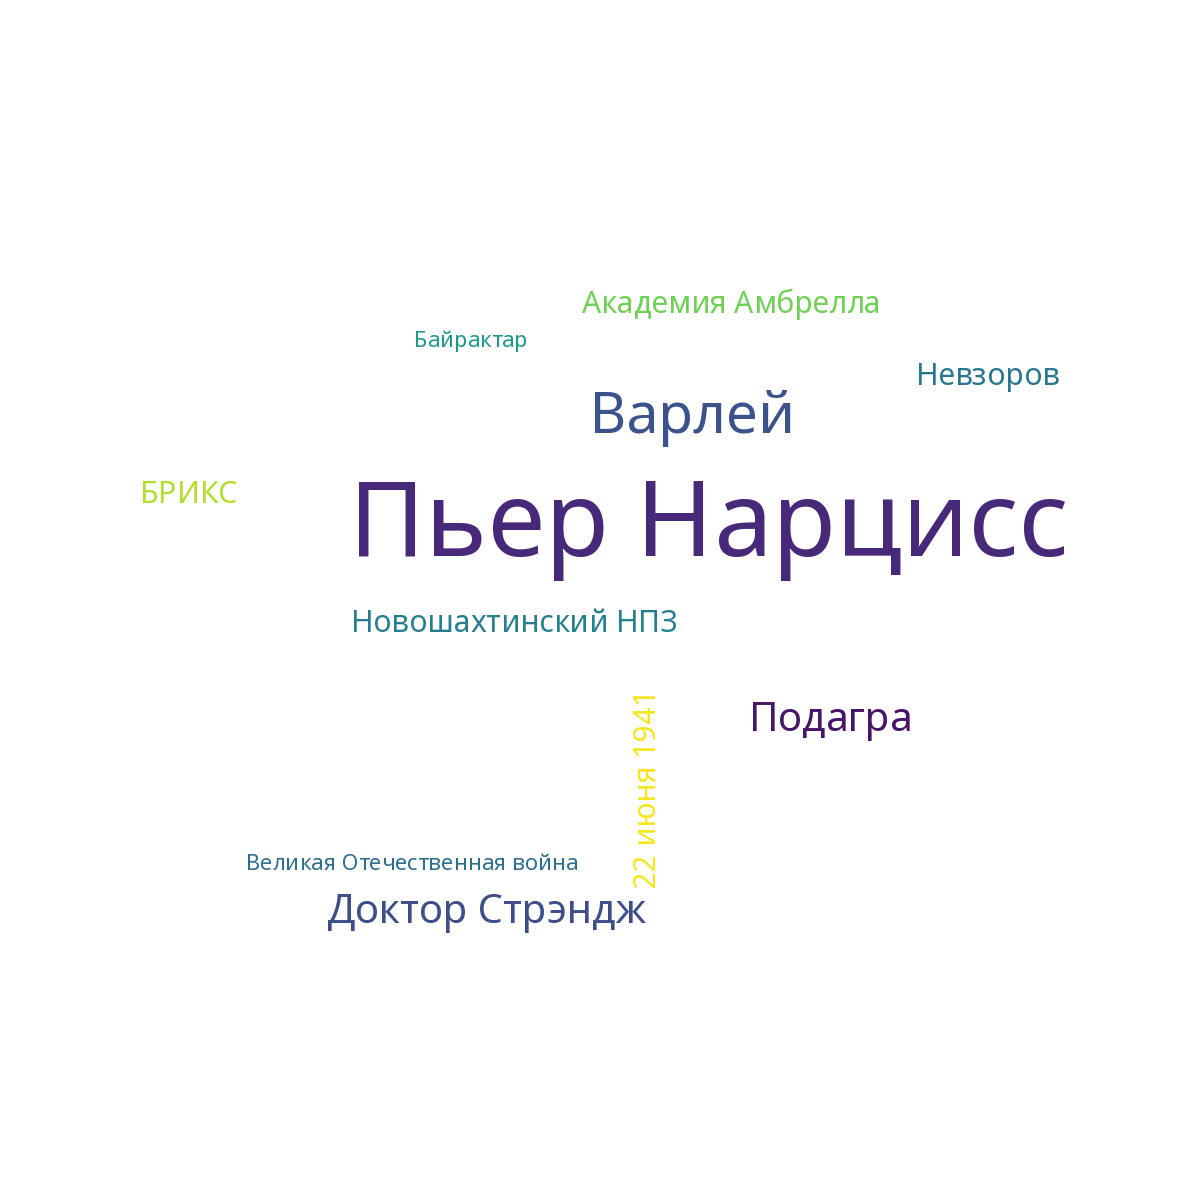 Академия Амбрелла
Байрактар
Невзоров
Варлей
БРИКС
Пьер Нарцисс
Новошахтинский НПЗ
22 июня 1941
Подагра
Великая Отечественная война
Доктор Стрэндж